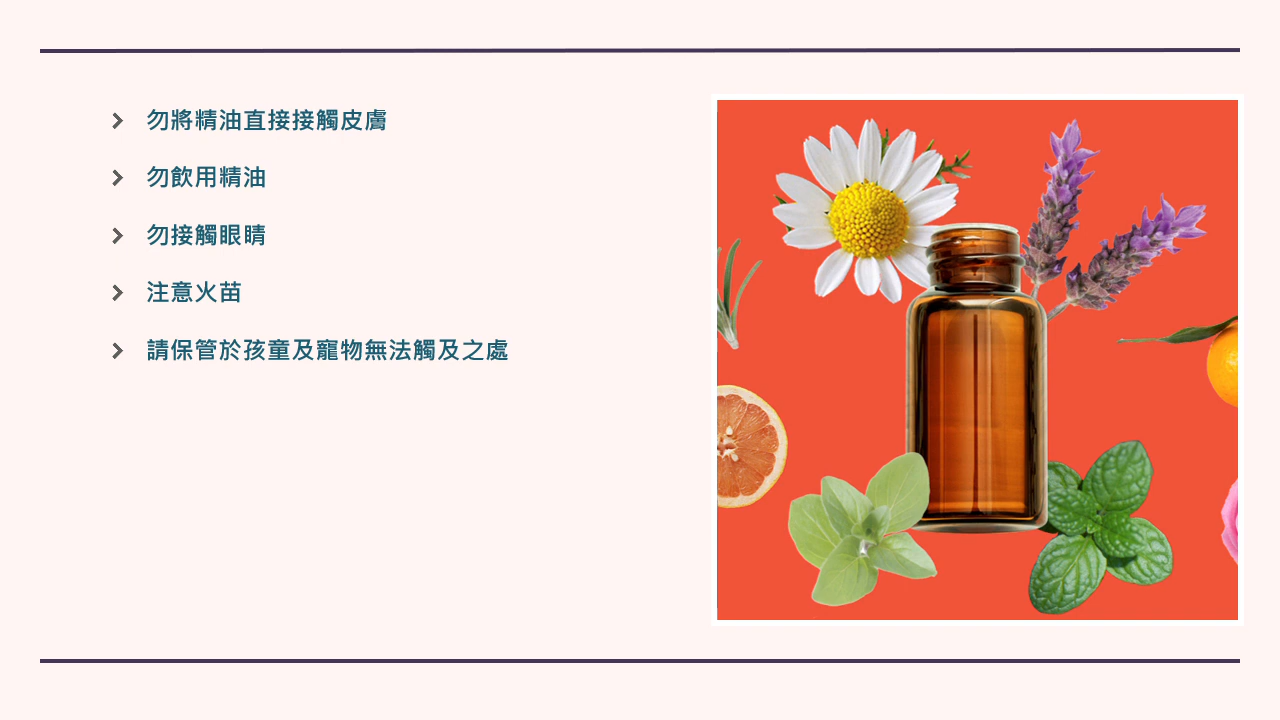 勿將精油直接接觸皮膚
勿飲用精油
勿接觸眼睛
注意火苗
請保管於孩童及寵物無法觸及之處